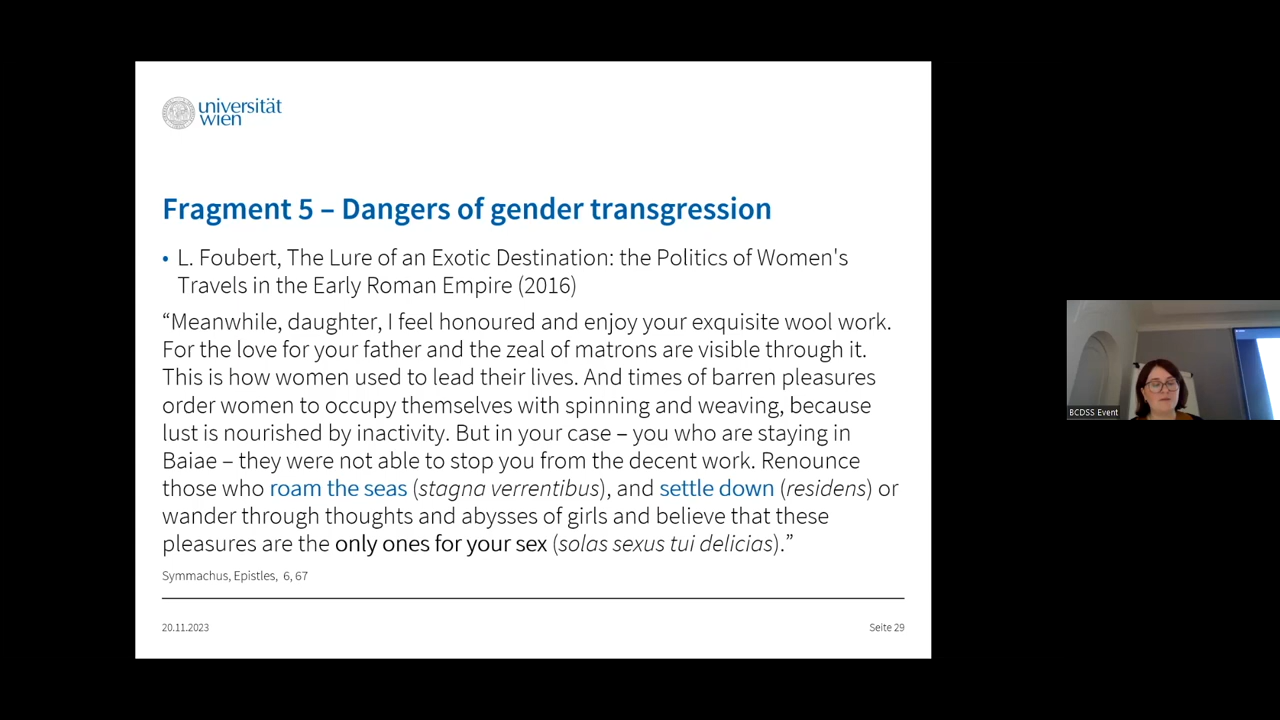 universität
wien
Fragment 5 – Dangers of gender transgression
• L. Foubert, The Lure of an Exotic Destination: the Politics of Women's
Travels in the Early Roman Empire (2016)
“Meanwhile, daughter, I feel honoured and enjoy your exquisite wool work.
For the love for your father and the zeal of matrons are visible through it.
This is how women used to lead their lives. And times of barren pleasures
order women to occupy themselves with spinning and weaving, because
lust is nourished by inactivity. But in your case – you who are staying in
Baiae – they were not able to stop you from the decent work. Renounce
those who roam the seas (stagna verrentibus), and settle down (residens) or
wander through thoughts and abysses of girls and believe that these
pleasures are the only ones for your sex (solas sexus tui delicias).”
Symmachus, Epistles, 6, 67
20.11.2023
Seite 29
BCDSS Event